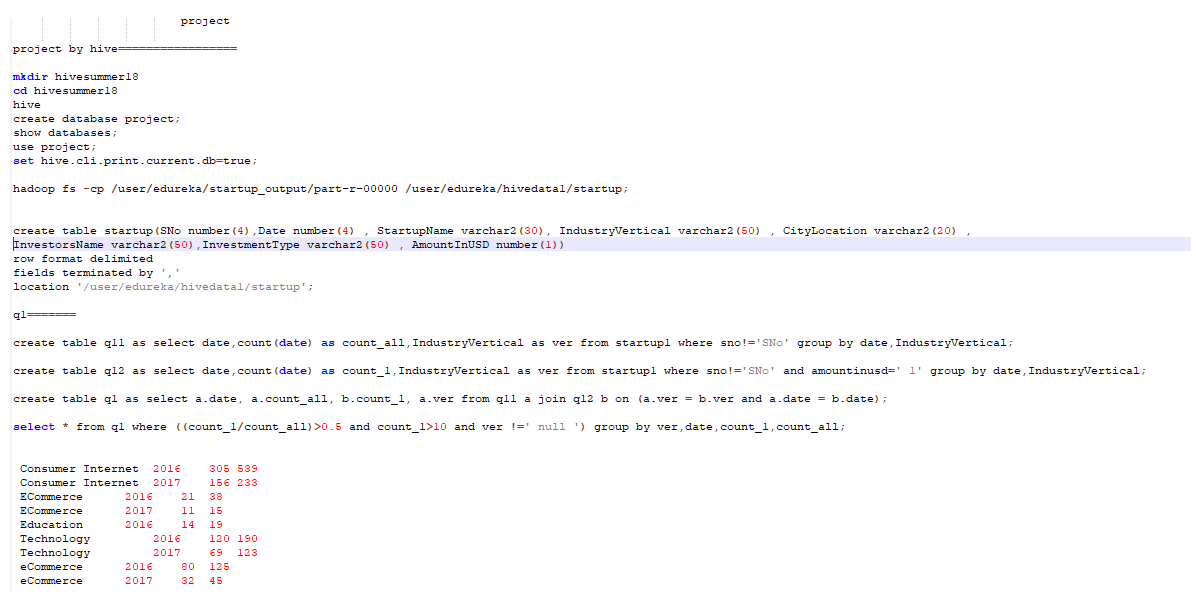 project
project by hive=================
mkdir hivesummer18
cd hivesummer18
hive
create database project;
show databases;
use project;
set hive.cli.print.current.db=true;
hadoop fs -cp /user/edureka/startup_output/part-r-00000 /user/edureka/hivedata1/startup;
create table startup(SNo number(4),Date number(4) , StartupName varchar2(30), IndustryVertical varchar2(50) , CityLocation varchar2(20) ,
InvestorsName varchar2(50),InvestmentType varchar2(50) , AmountInUSD number(1))
row format delimited
fields terminated by ','
location '/user/edureka/hivedata1/startup';
q1=======
create table q11 as select date,count(date) as count_all,IndustryVertical as ver from startup1 where sno!='SNo' group by date,IndustryVertical;
create table q12 as select date,count(date) as count_1,IndustryVertical as ver from startup1 where sno!='SNo' and amountinusd=' 1' group by date,IndustryVertical;
create table q1 as select a.date, a.count_all, b.count_1, a.ver from q11 a join q12 b on (a.ver = b.ver and a.date = b.date);
select * from q1 where ((count_1/count_all)>0.5 and count_1>10 and ver !=' null ') group by ver,date,count_1,count_all;
Consumer Internet 2016 305 539
Consumer Internet 2017 156 233
ECommerce 2016 21 38
ECommerce 2017 11 15
Education 2016 14 19
Technology 2016 120 190
Technology 2017 69 123
eCommerce 2016 80 125
eCommerce 2017 32 45